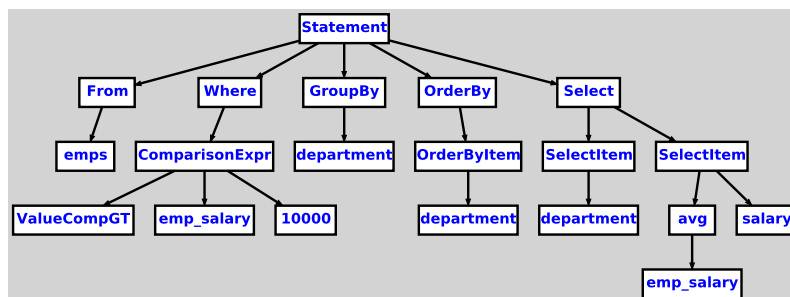 Statement
From Where GroupBy OrderBy Select
emps ComparisonExpr department OrderByItem SelectItem SelectItem
ValueCompGT emp_salary 10000 department department avg salary
emp_salary